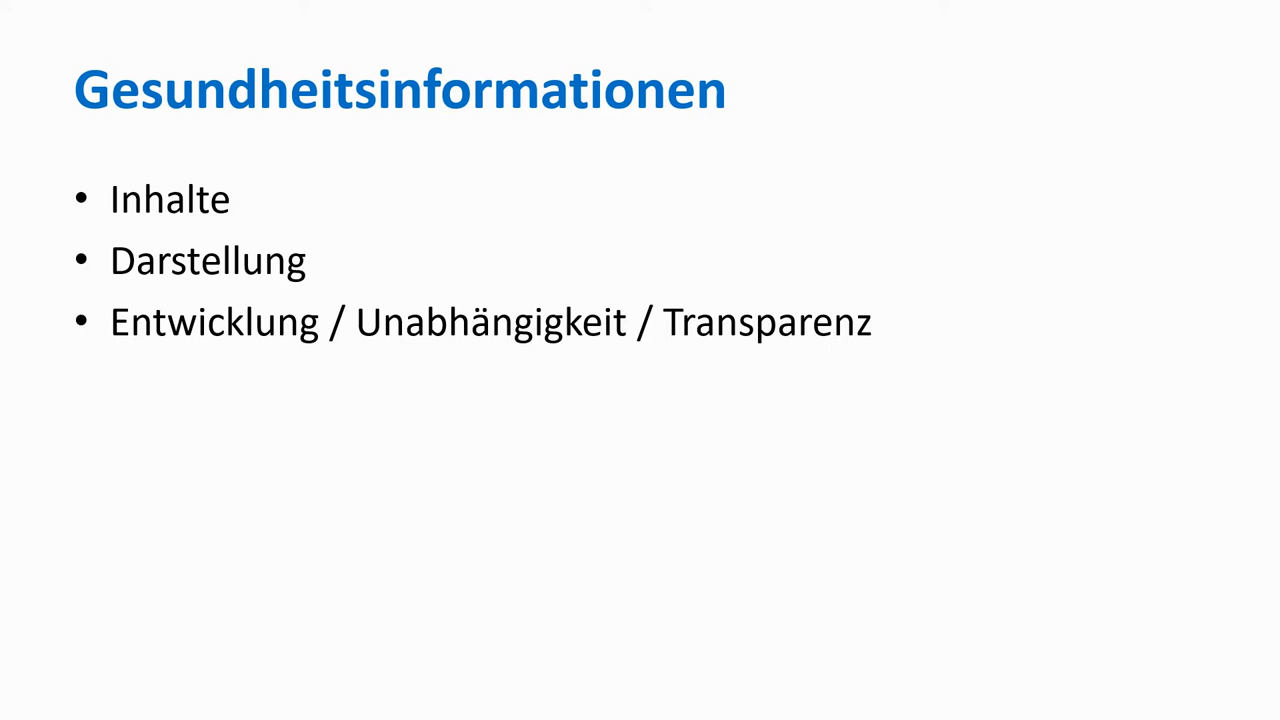 Gesundheitsinformationen
• Inhalte
• Darstellung
• Entwicklung / Unabhängigkeit / Transparenz